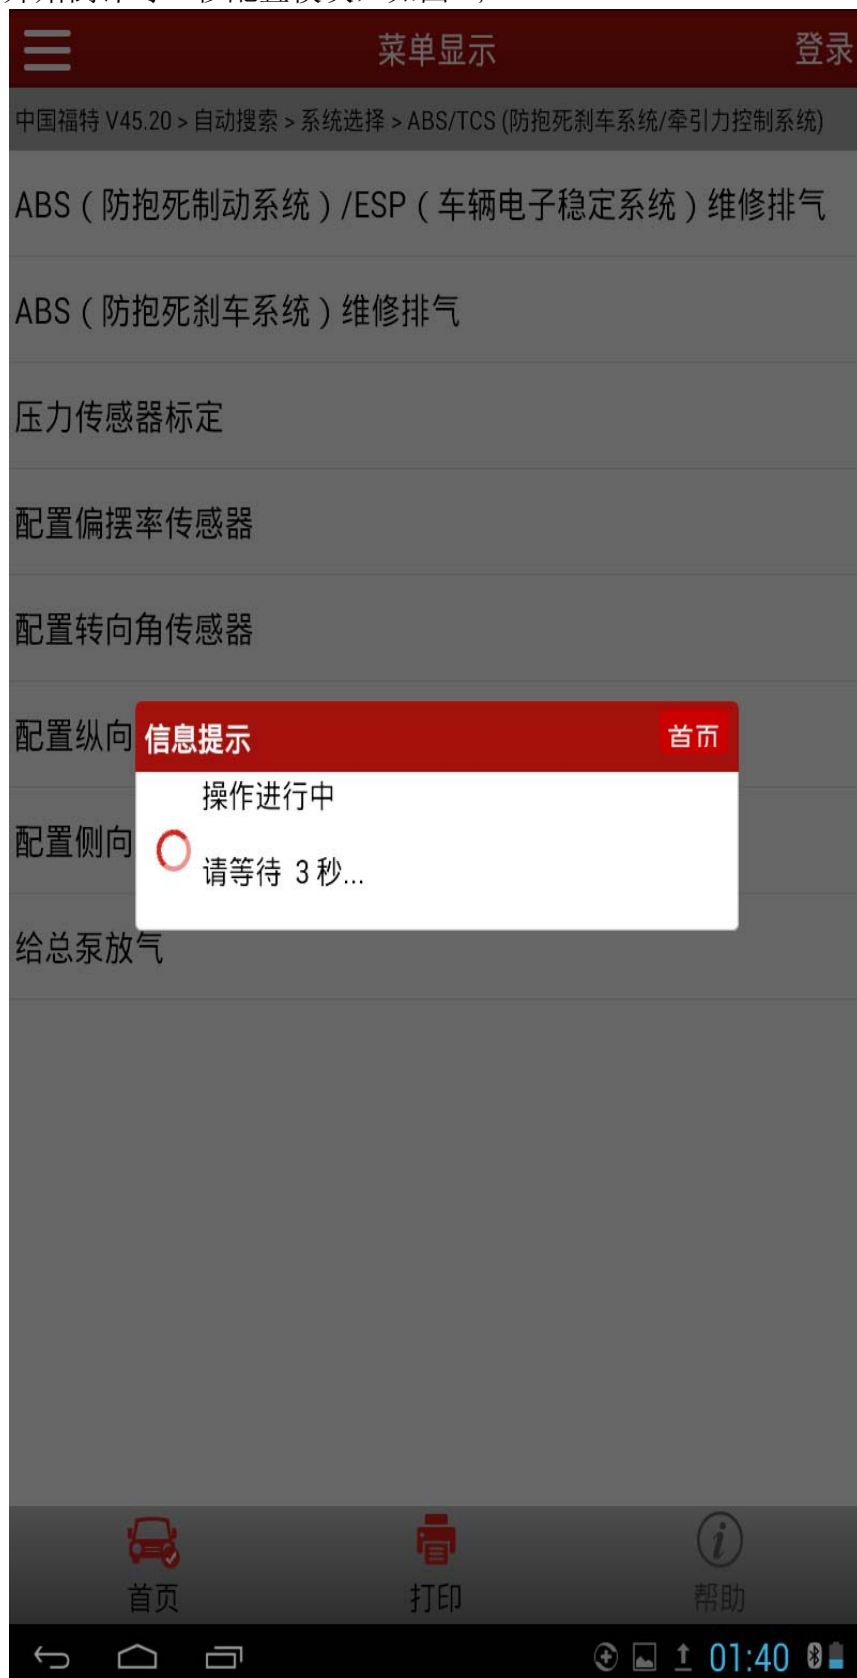 菜单显示
登录
中国福特 V45.20 > 自动搜索 > 系统选择 > ABS/TCS (防抱死刹车系统/牵引力控制系统)
ABS（防抱死制动系统）/ESP（车辆电子稳定系统）维修排气
ABS（防抱死刹车系统）维修排气
压力传感器标定
配置偏摆率传感器
配置转向角传感器
配置纵向
信息提示
首页
操作进行中
配置侧向
请等待 3 秒...
给总泵放气
首页
打印
帮助
01:40